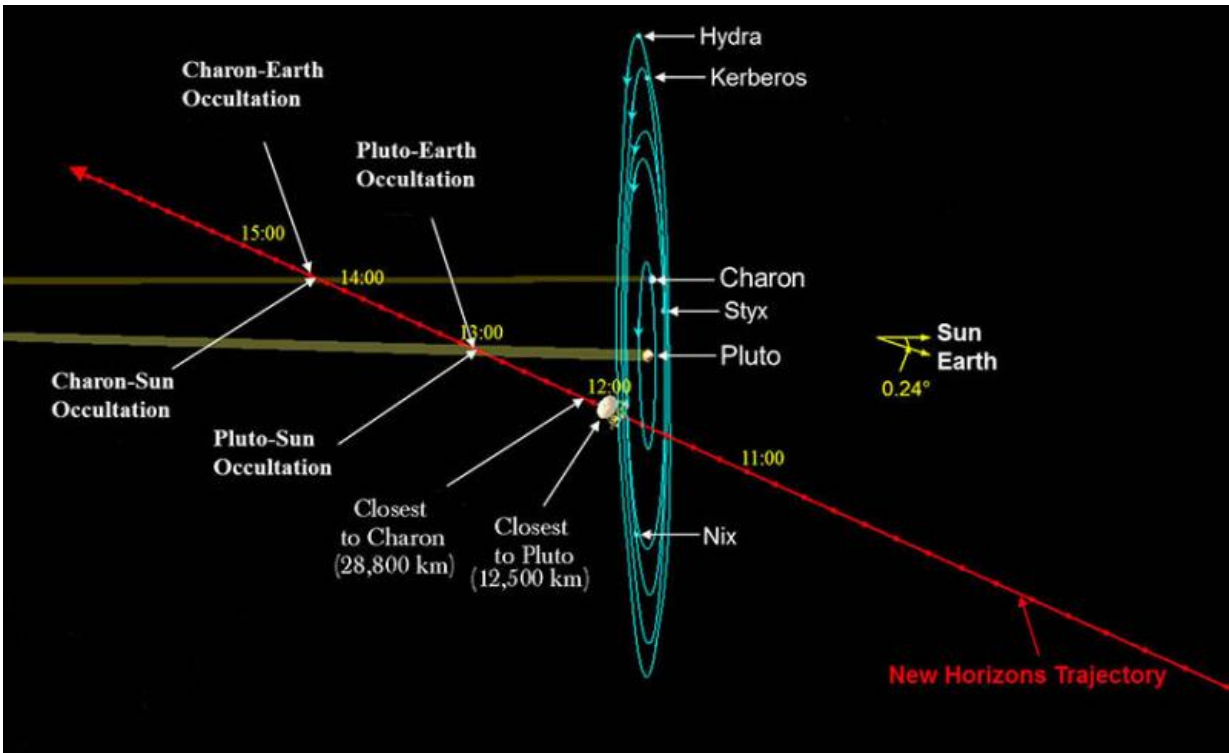 Hydra
Kerberos
Charon-Earth
Occultation
Pluto-Earth
Occultation
15:00
14:00
Charon
Styx
13:00
Pluto
Sun
Earth
0.24°
Charon-Sun
Occultation
12:00
Pluto-Sun
Occultation
11:00
Closest
to Charon
(28,800 km)
Closest
to Pluto
(12,500 km)
Nix
New Horizons Trajectory